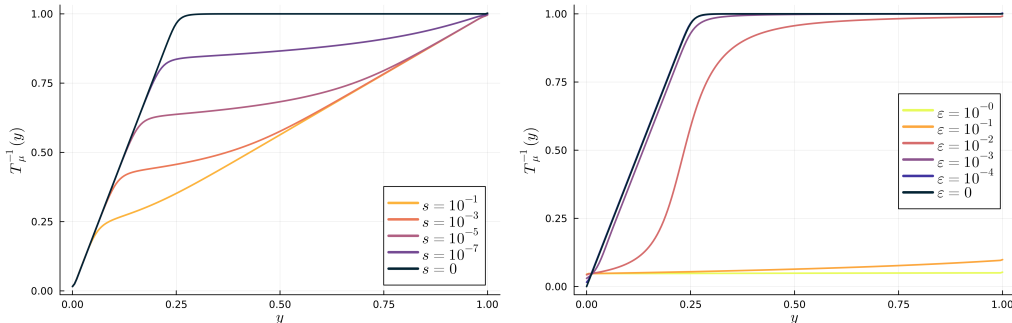 1.00
0.75
0.50
0.25
0.00
0.00 0.25 0.50 0.75 1.00
y
T_μ^{-1}(y)
s = 10^{-1}
s = 10^{-3}
s = 10^{-5}
s = 10^{-7}
s = 0
1.00
0.75
0.50
0.25
0.00
0.00 0.25 0.50 0.75 1.00
y
T_μ^{-1}(y)
ε = 10^{-0}
ε = 10^{-1}
ε = 10^{-2}
ε = 10^{-3}
ε = 10^{-4}
ε = 0